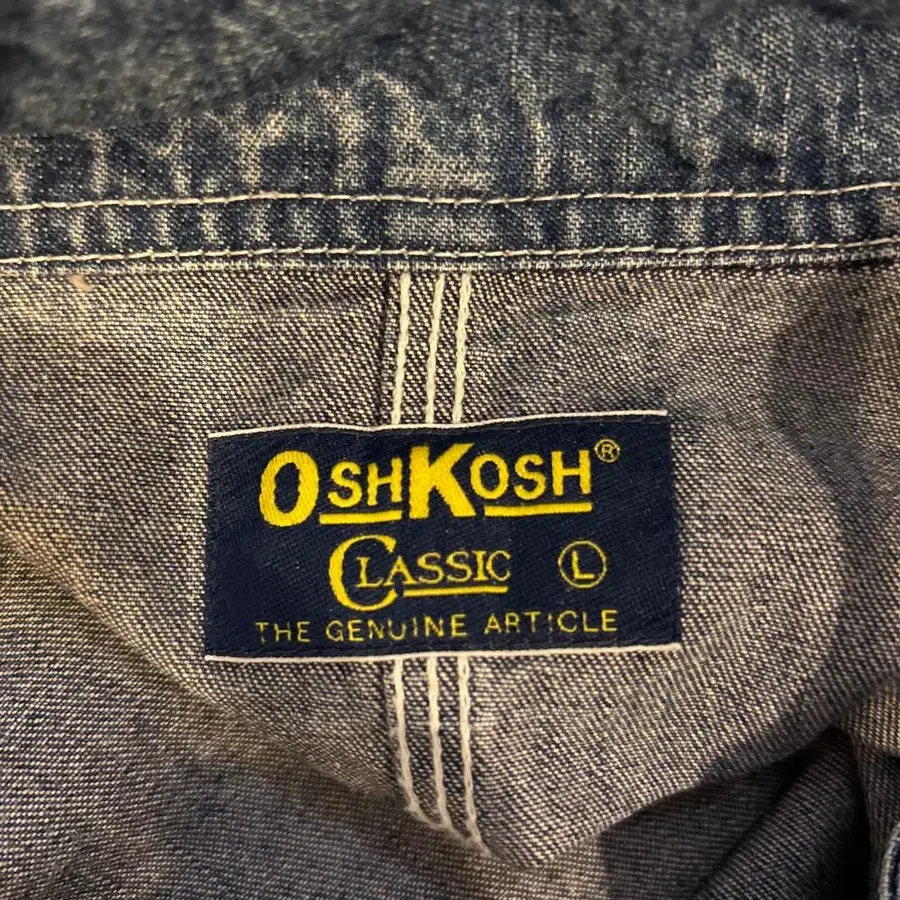 OSHKOSH®
CLASSIC L
THE GENUINE ARTICLE